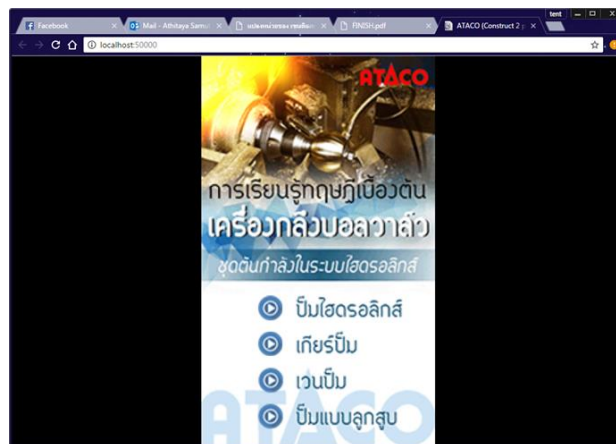 tent
Facebook
Mail - Athitaya Samu
FINISH.pdf
ATACO (Construct 2 p
localhost:50000
ATACO
การเรียนรู้ทฤษฎีเบื้องต้น
เครื่องกลึงบอลวาล์ว
ชุดต้นกำลังในระบบไฮดรอลิกส์
ปั๊มไฮดรอลิกส์
เกียร์ปั๊ม
เวนปั๊ม
ปั๊มแบบลูกสูบ
ATACO